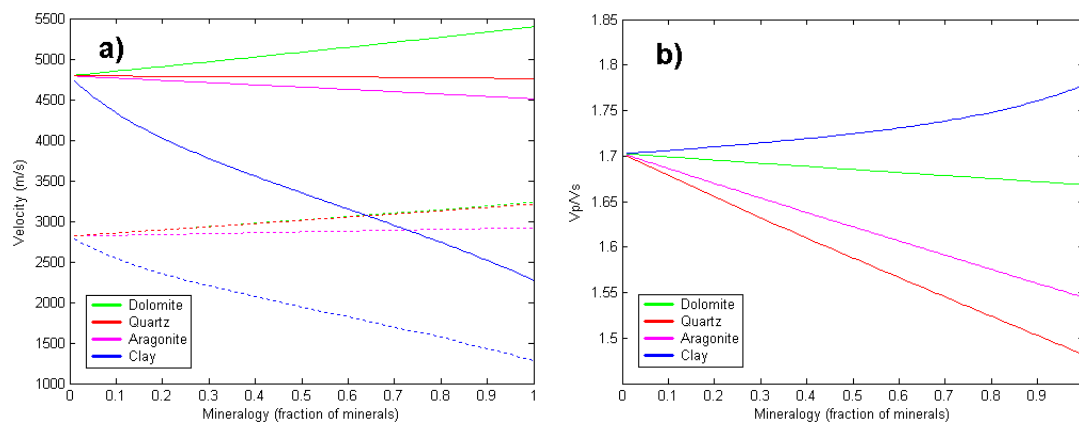 a)
5500
5000
4500
4000
3500
3000
2500
2000
1500
1000
Velocity (m/s)
Dolomite
Quartz
Aragonite
Clay
0 0.1 0.2 0.3 0.4 0.5 0.6 0.7 0.8 0.9 1
Mineralogy (fraction of minerals)
b)
1.85
1.8
1.75
1.7
1.65
1.6
1.55
1.5
Vp/Vs
Dolomite
Quartz
Aragonite
Clay
0 0.1 0.2 0.3 0.4 0.5 0.6 0.7 0.8 0.9
Mineralogy (fraction of minerals)